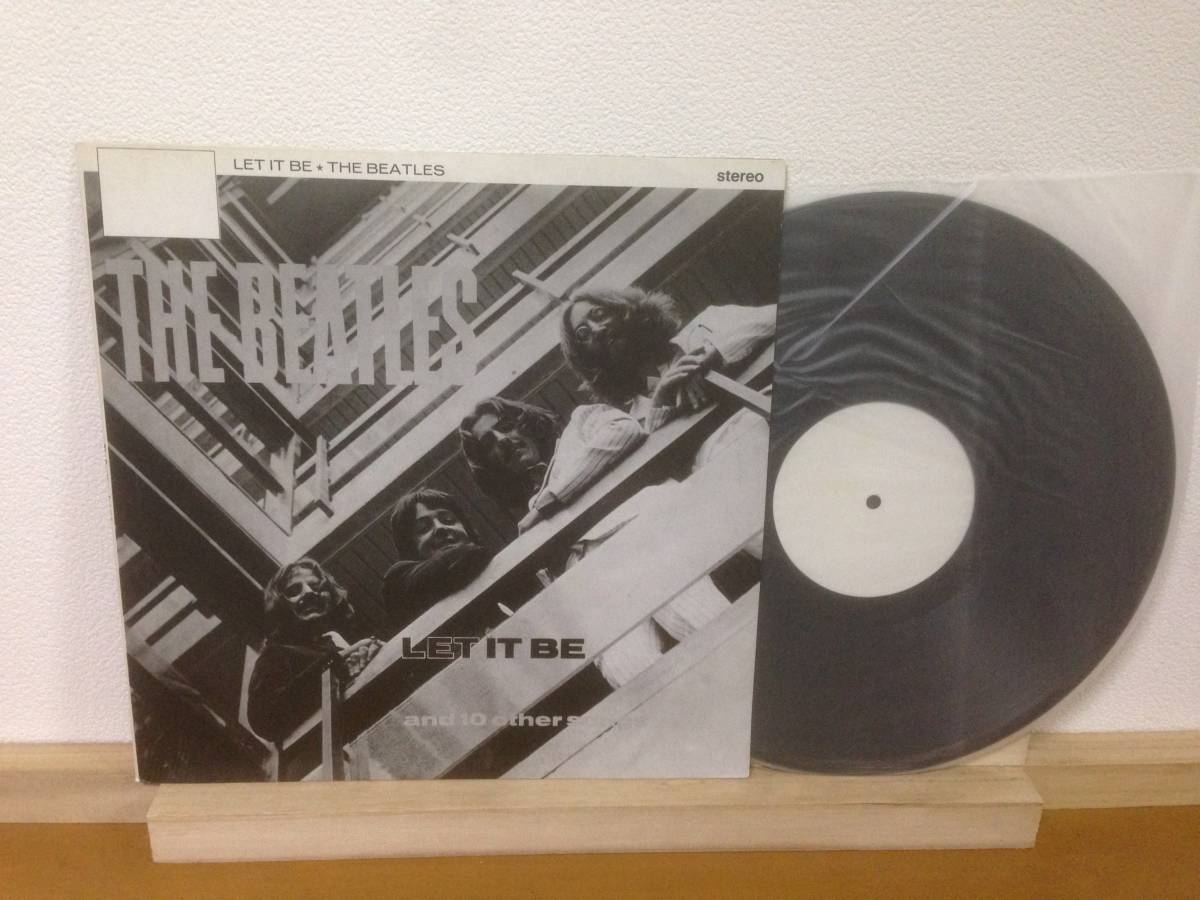 LET IT BE ★ THE BEATLES
stereo
THE BEATLES
LET IT BE
and 10 other